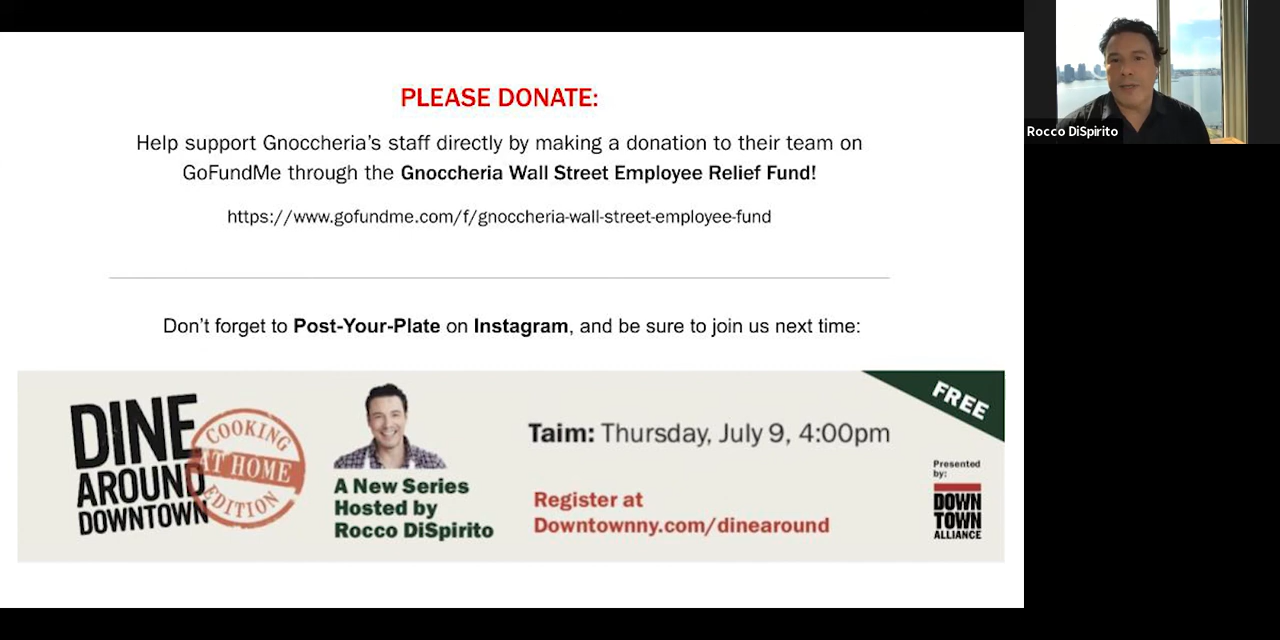 PLEASE DONATE:
Help support Gnoccheria's staff directly by making a donation to their team on
GoFundMe through the Gnoccheria Wall Street Employee Relief Fund!
https://www.gofundme.com/f/gnoccheria-wall-street-employee-fund
Don't forget to Post-Your-Plate on Instagram, and be sure to join us next time:
DINE
AROUND
DOWNTOWN
COOKING
AT HOME
EDITION
A New Series
Hosted by
Rocco DiSpirito
Taim: Thursday, July 9, 4:00pm
Register at
Downtownny.com/dinearound
FREE
Presented
by:
DOWN
TOWN
ALLIANCE
Rocco DiSpirito